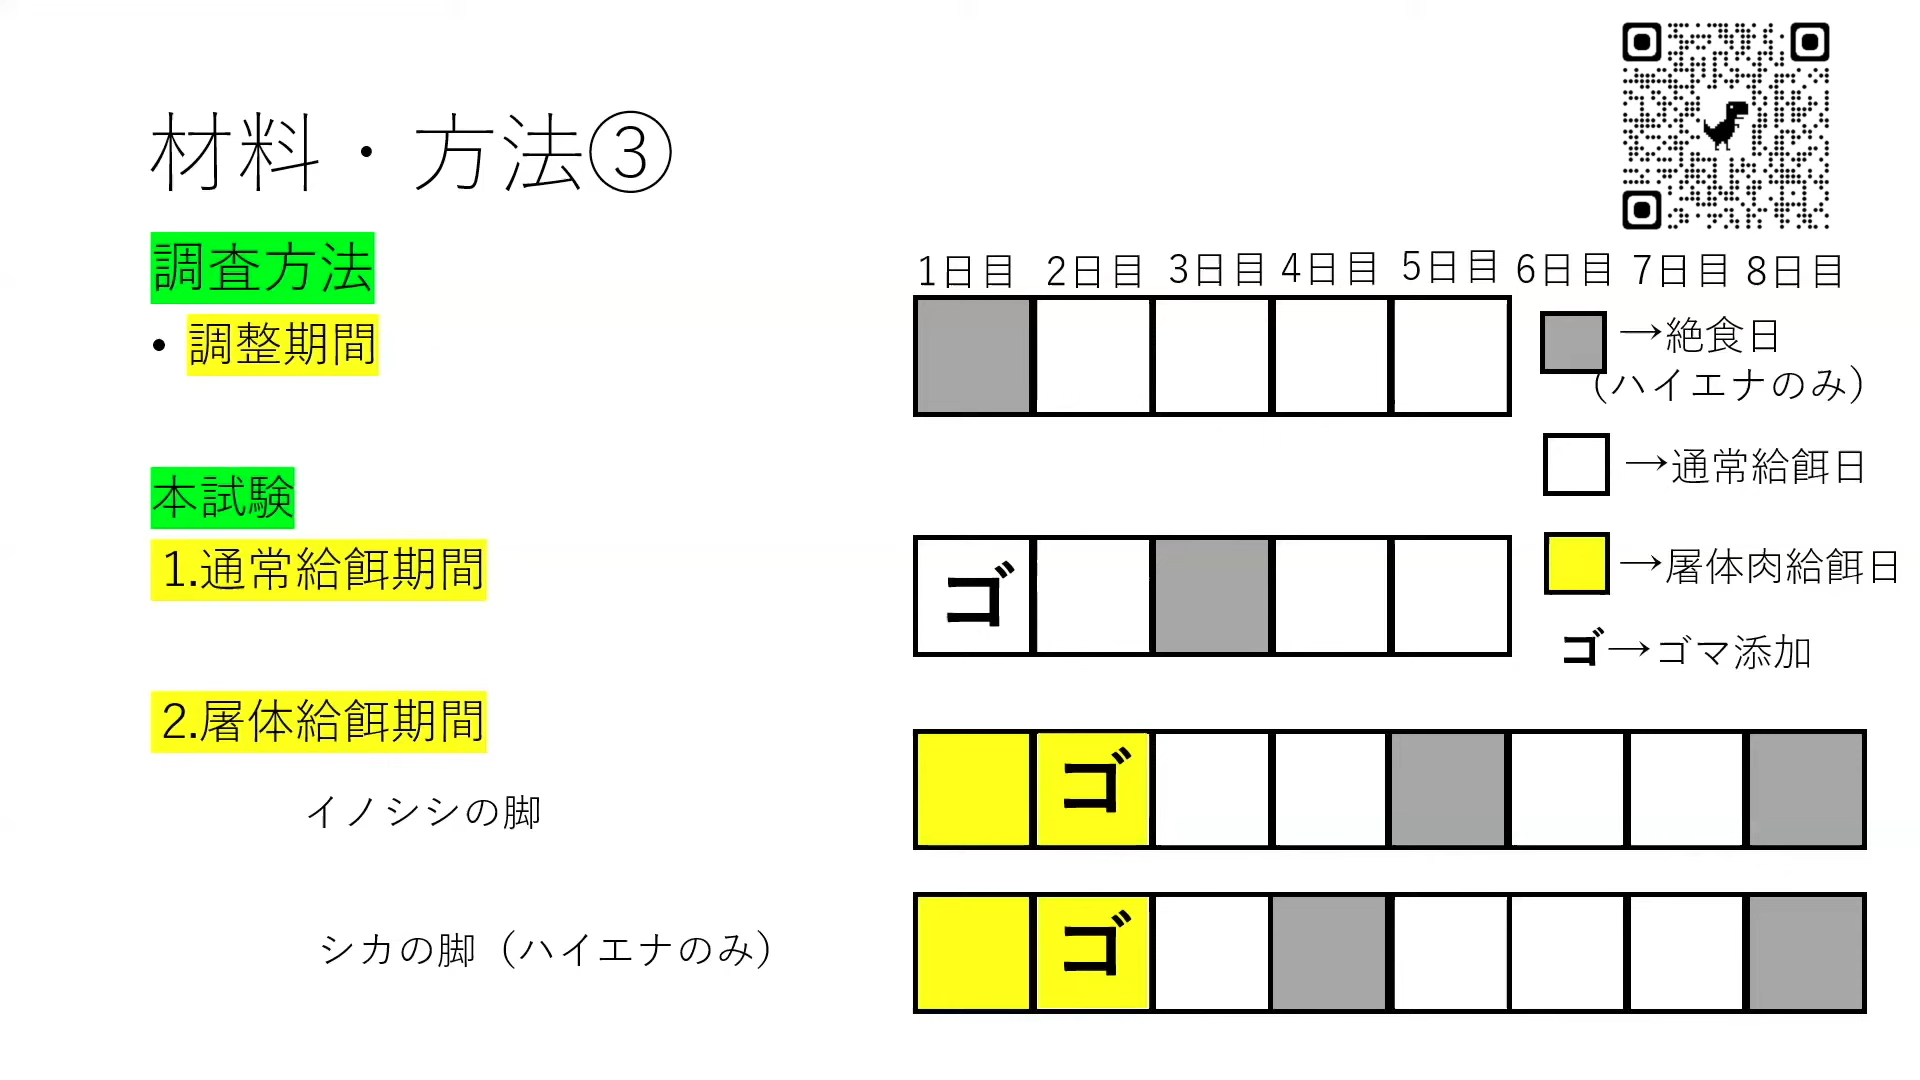 材料・方法③
調査方法
• 調整期間
本試験
1.通常給餌期間
2.屠体給餌期間
イノシシの脚
シカの脚（ハイエナのみ）
1日目 2日目 3日目 4日目 5日目 6日目 7日目 8日目
→絶食日
（ハイエナのみ）
→通常給餌日
→屠体肉給餌日
ゴ→ゴマ添加
ゴ
ゴ
ゴ